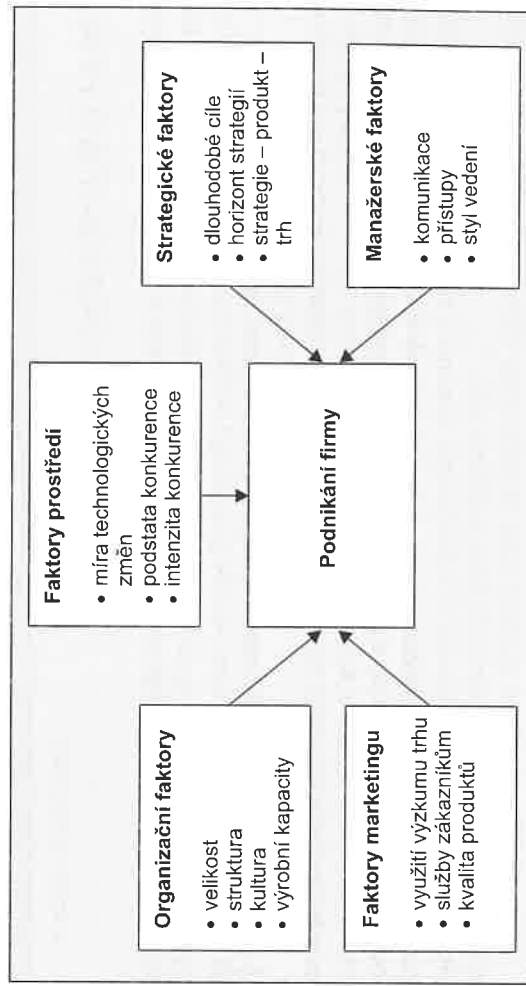 Faktory prostředí
• míra technologických
změn
• podstata konkurence
• intenzita konkurence
Organizační faktory
• velikost
• struktura
• kultura
• výrobní kapacity
Strategické faktory
• dlouhodobé cíle
• horizont strategií
• strategie – produkt –
trh
Podnikání firmy
Faktory marketingu
• využití výzkumu trhu
• služby zákazníkům
• kvalita produktů
Manažerské faktory
• komunikace
• přístupy
• styl vedení